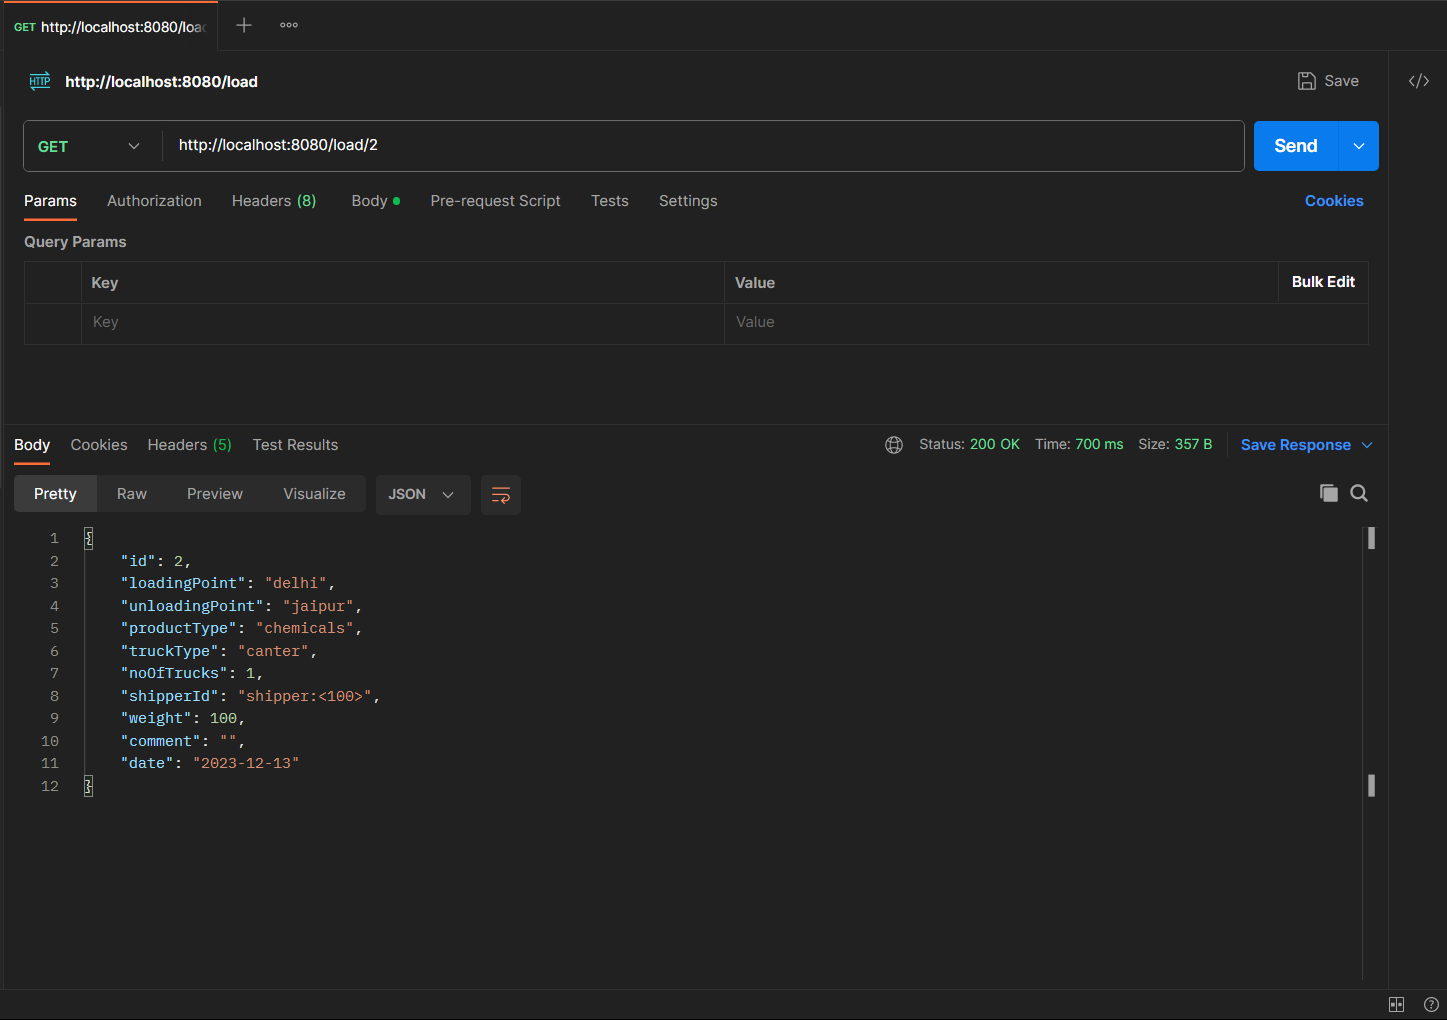 GET http://localhost:8080/loa
HTTP http://localhost:8080/load Save </>
GET http://localhost:8080/load/2 Send
Params Authorization Headers (8) Body Pre-request Script Tests Settings Cookies
Query Params
Key Value Bulk Edit
Key Value
Body Cookies Headers (5) Test Results Status: 200 OK Time: 700 ms Size: 357 B Save Response
Pretty Raw Preview Visualize JSON
1 {
2 "id": 2,
3 "loadingPoint": "delhi",
4 "unloadingPoint": "jaipur",
5 "productType": "chemicals",
6 "truckType": "canter",
7 "noOfTrucks": 1,
8 "shipperId": "shipper:<100>",
9 "weight": 100,
10 "comment": "",
11 "date": "2023-12-13"
12 }